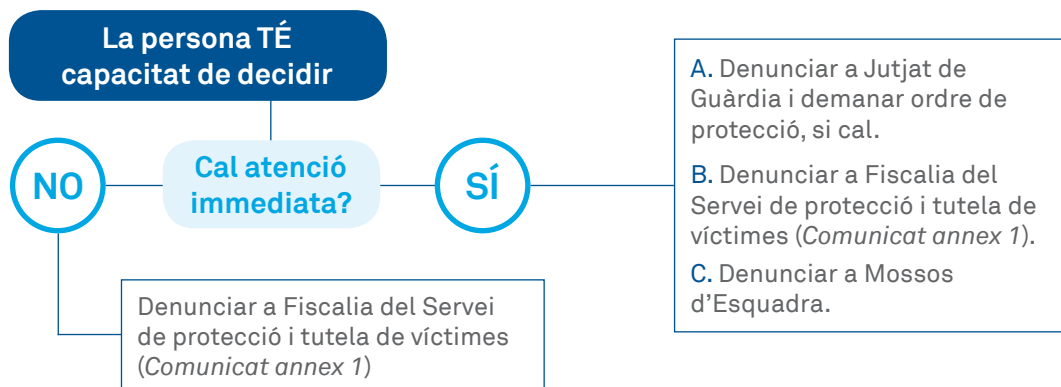 La persona TÉ
capacitat de decidir
NO
Cal atenció
immediata?
SÍ
A. Denunciar a Jutjat de
Guàrdia i demanar ordre de
protecció, si cal.
B. Denunciar a Fiscalia del
Servei de protecció i tutela de
víctimes (Comunicat annex 1).
C. Denunciar a Mossos
d’Esquadra.
Denunciar a Fiscalia del Servei
de protecció i tutela de víctimes
(Comunicat annex 1)